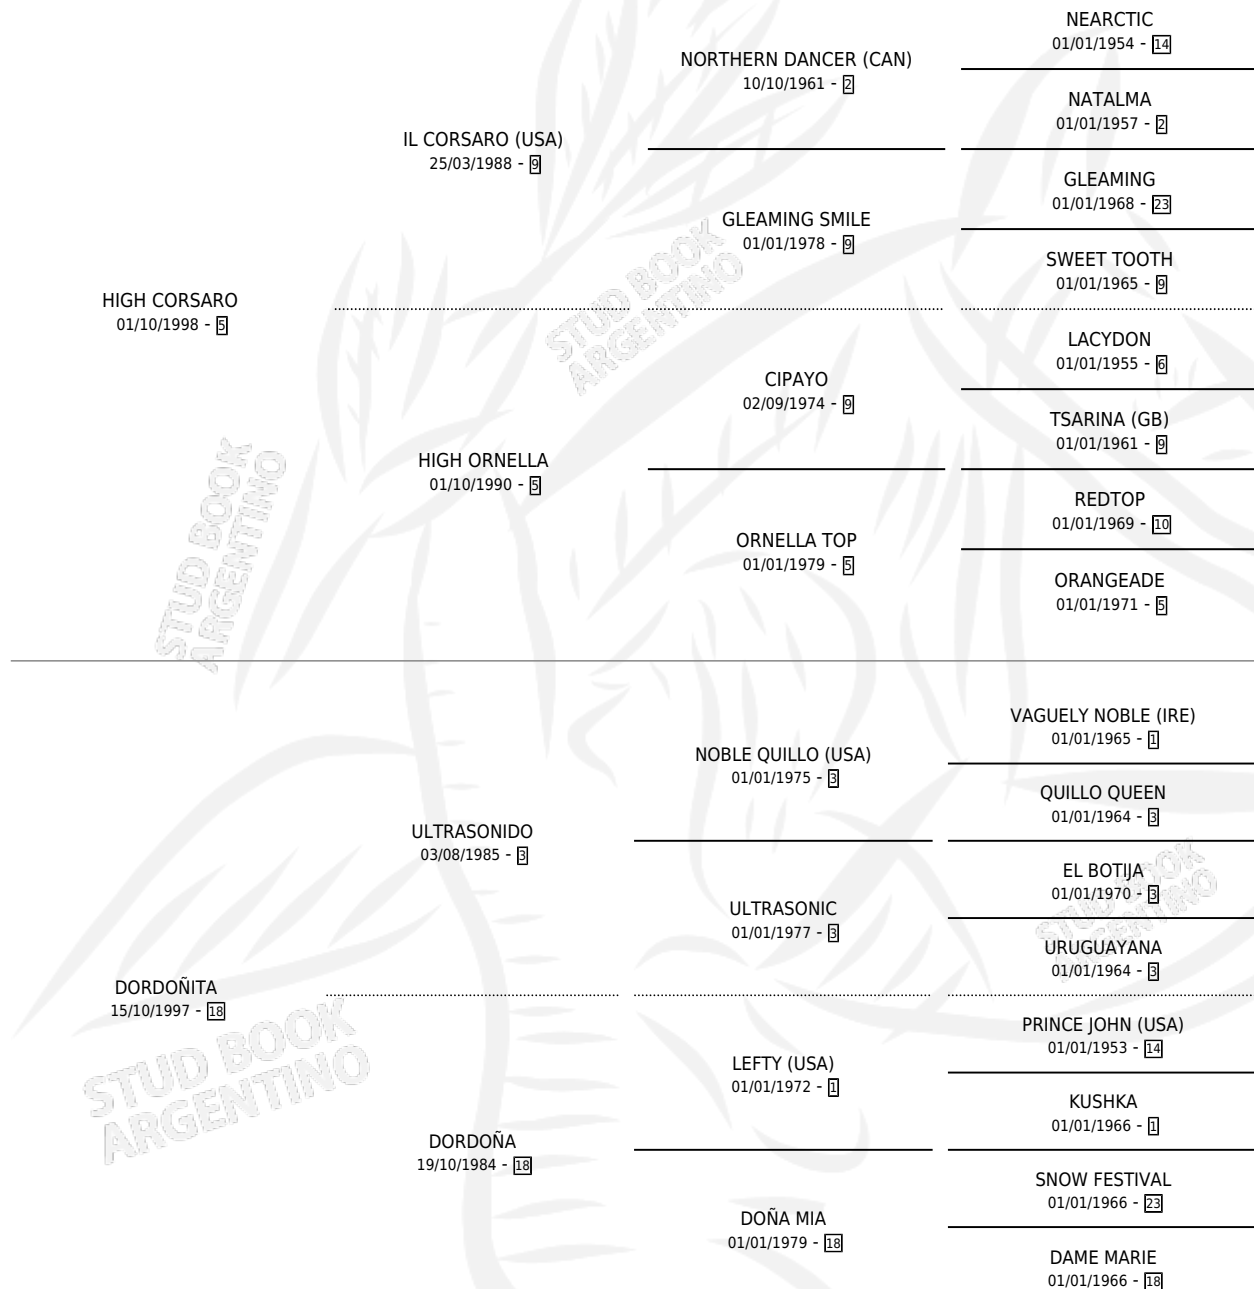 NEARCTIC
01/01/1954 - 14
NORTHERN DANCER (CAN)
10/10/1961 - 2
NATALMA
01/01/1957 - 2
IL CORSARO (USA)
25/03/1988 - 9
GLEAMING
01/01/1968 - 23
GLEAMING SMILE
01/01/1978 - 9
SWEET TOOTH
01/01/1965 - 9
HIGH CORSARO
01/10/1998 - 5
STUD BOOK
ARGENTINO
LACYDON
01/01/1955 - 6
CIPAYO
02/09/1974 - 9
TSARINA (GB)
01/01/1961 - 9
HIGH ORNELLA
01/10/1990 - 5
REDTOP
01/01/1969 - 10
ORNELLA TOP
01/01/1979 - 5
ORANGEADE
01/01/1971 - 5
STUD BOOK
ARGENTINO
VAGUELY NOBLE (IRE)
01/01/1965 - 1
NOBLE QUILLO (USA)
01/01/1975 - 3
QUILLO QUEEN
01/01/1964 - 3
ULTRASONIDO
03/08/1985 - 3
EL BOTIJA
01/01/1970 - 3
ULTRASONIC
01/01/1977 - 3
URUGUAYANA
01/01/1964 - 3
STUD BOOK
ARGENTINO
DORDOÑITA
15/10/1997 - 18
PRINCE JOHN (USA)
01/01/1953 - 14
LEFTY (USA)
01/01/1972 - 1
KUSHKA
01/01/1966 - 1
STUD BOOK
ARGENTINO
DORDOÑA
19/10/1984 - 18
SNOW FESTIVAL
01/01/1966 - 23
DOÑA MIA
01/01/1979 - 18
DAME MARIE
01/01/1966 - 18